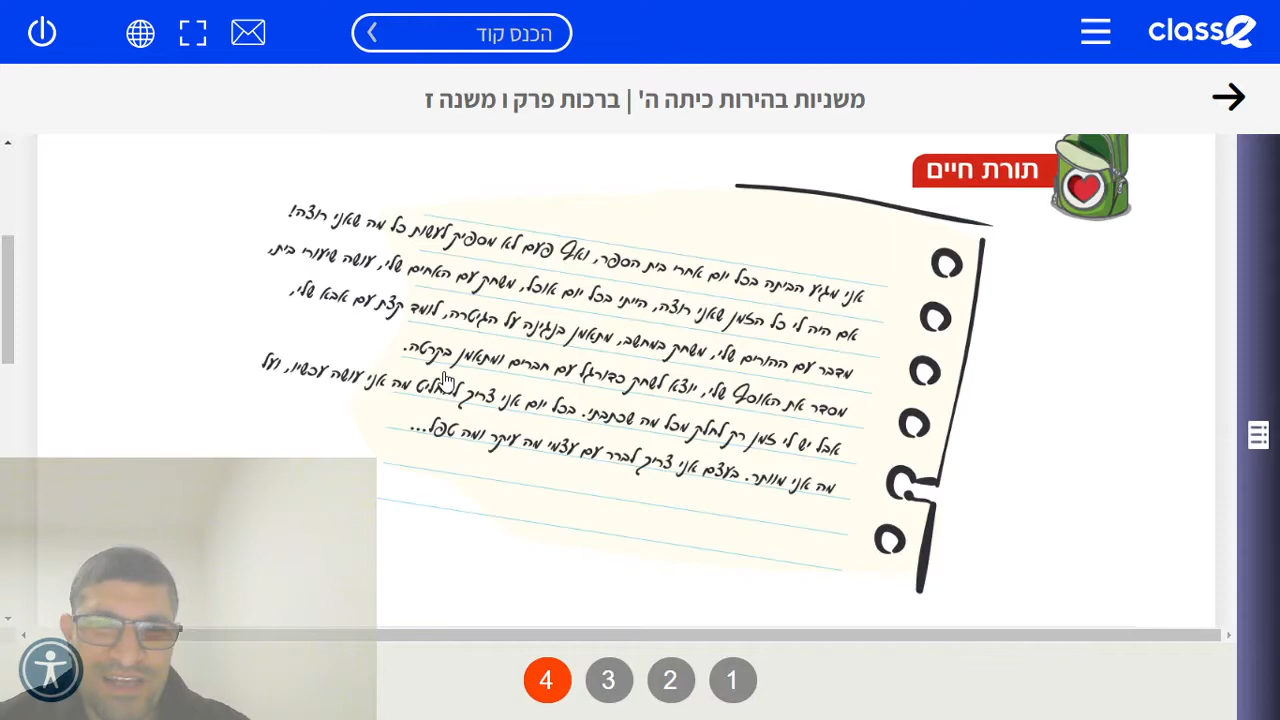 הכנס קוד
classe
משניות בהירות כיתה ה' | ברכות פרק ו משנה ז
תורת חיים
אני מגיע הביתה בכל יום אחרי בית הספר, ואף פעם לא מספיק לעשות כל מה שאני רוצה!
אם היה לי כל הזמן שאני רוצה, הייתי בכל יום אוכל, משחק עם האחים שלי, עושה שיעורי בית,
מדבר עם ההורים שלי, משחק במחשב, מתאמן בנגינה על הגיטרה, לומד קצת עם אבא שלי,
מסדר את האוסף שלי, יוצא לשחק כדורגל עם חברים ומתאמן בקרטה.
אבל יש לי זמן רק לחלק מכל מה שכתבתי. בכל יום אני צריך להחליט מה אני עושה עכשיו, ועל
מה אני מוותר. בעצם אני צריך לברר עם עצמי מה עיקר ומה טפל...
4 3 2 1